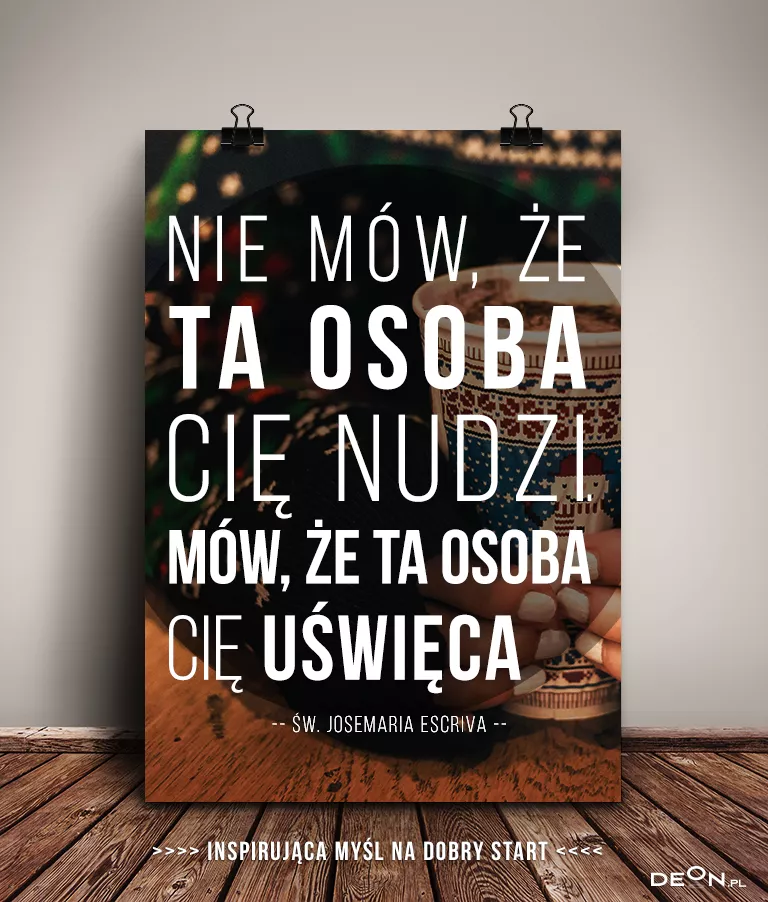 NIE MÓW, ŻE
TA OSOBA
CIĘ NUDZI.
MÓW, ŻE TA OSOBA
CIĘ UŚWIĘCA
-- ŚW. JOSEMARIA ESCRIVA --
>>>> INSPIRUJĄCA MYŚL NA DOBRY START <<<<
DEON.PL